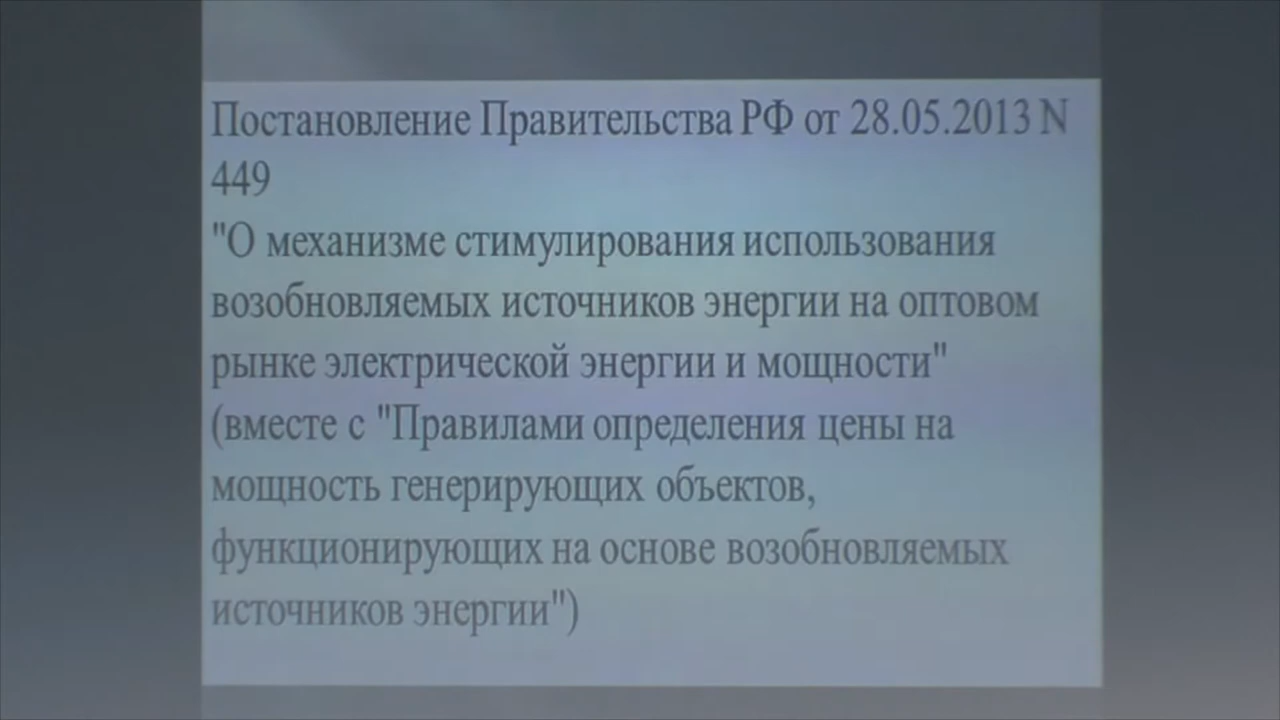 Постановление Правительства РФ от 28.05.2013 N
449
"О механизме стимулирования использования
возобновляемых источников энергии на оптовом
рынке электрической энергии и мощности"
(вместе с "Правилами определения цены на
мощность генерирующих объектов,
функционирующих на основе возобновляемых
источников энергии")